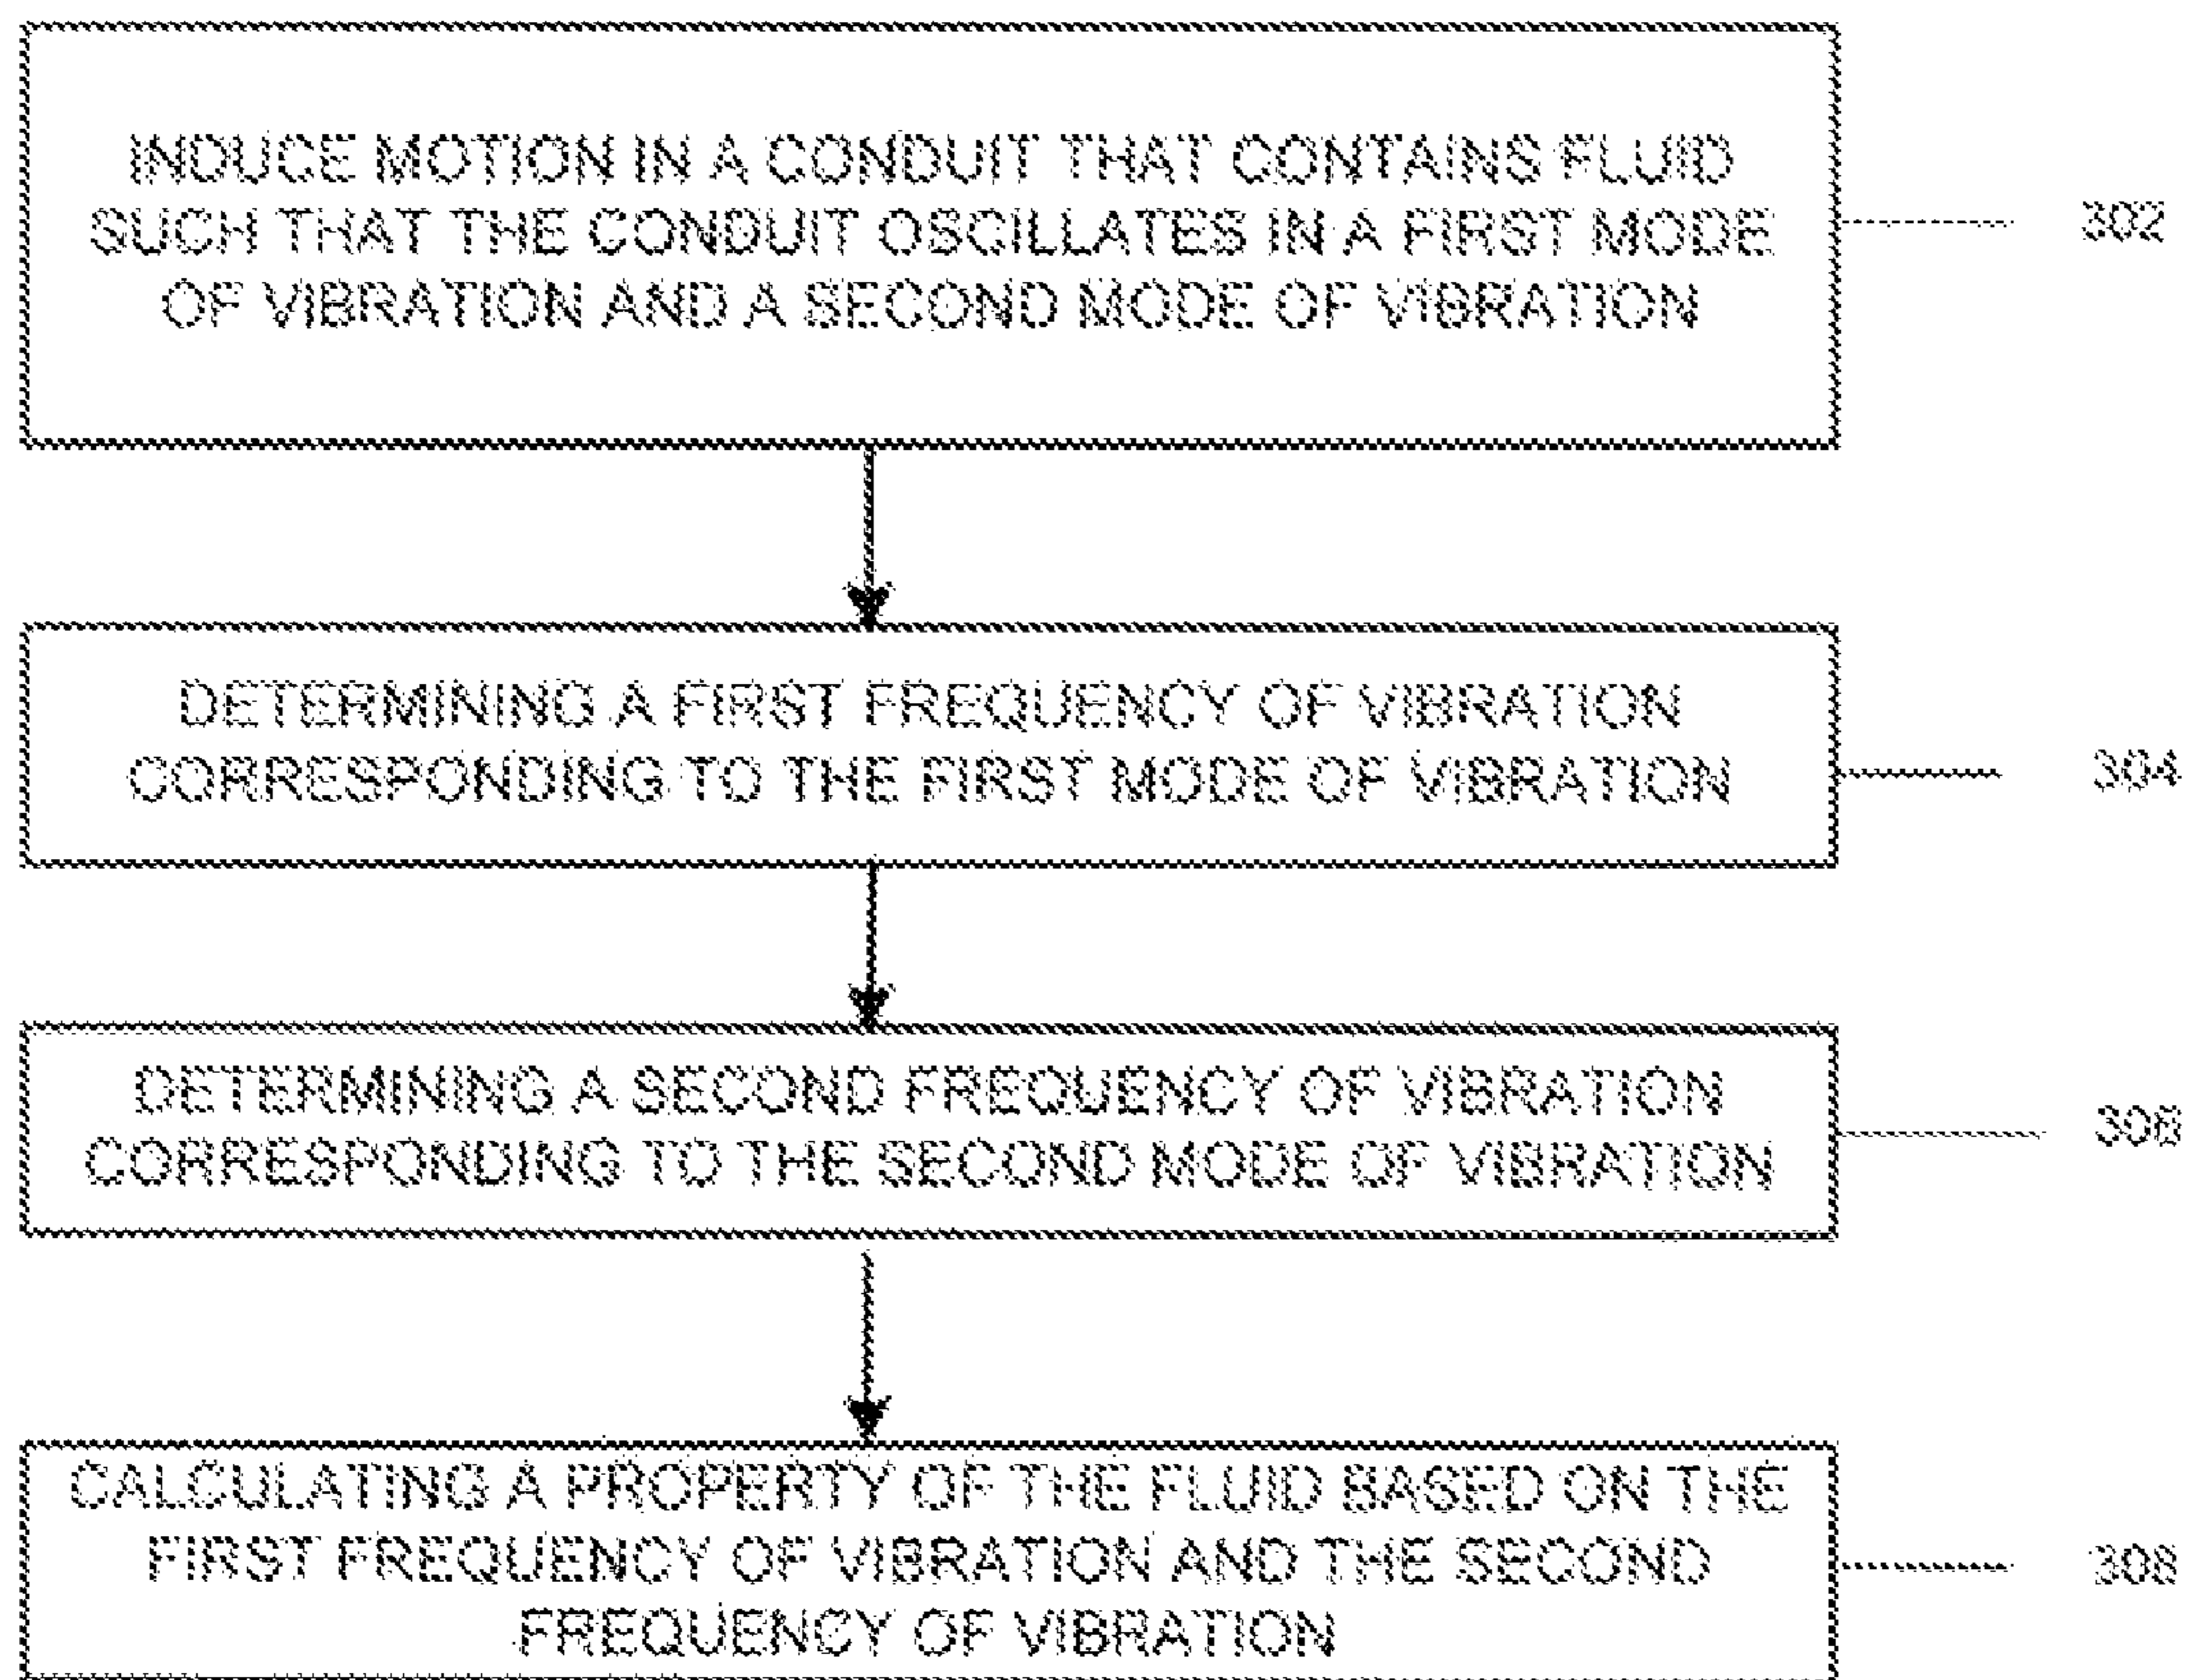 INDUCE MOTION IN A CONDUIT THAT CONTAINS FLUID
SUCH THAT THE CONDUIT OSCILLATES IN A FIRST MODE
OF VIBRATION AND A SECOND MODE OF VIBRATION
302
DETERMINING A FIRST FREQUENCY OF VIBRATION
CORRESPONDING TO THE FIRST MODE OF VIBRATION
304
DETERMINING A SECOND FREQUENCY OF VIBRATION
CORRESPONDING TO THE SECOND MODE OF VIBRATION
306
CALCULATING A PROPERTY OF THE FLUID BASED ON THE
FIRST FREQUENCY OF VIBRATION AND THE SECOND
FREQUENCY OF VIBRATION
308